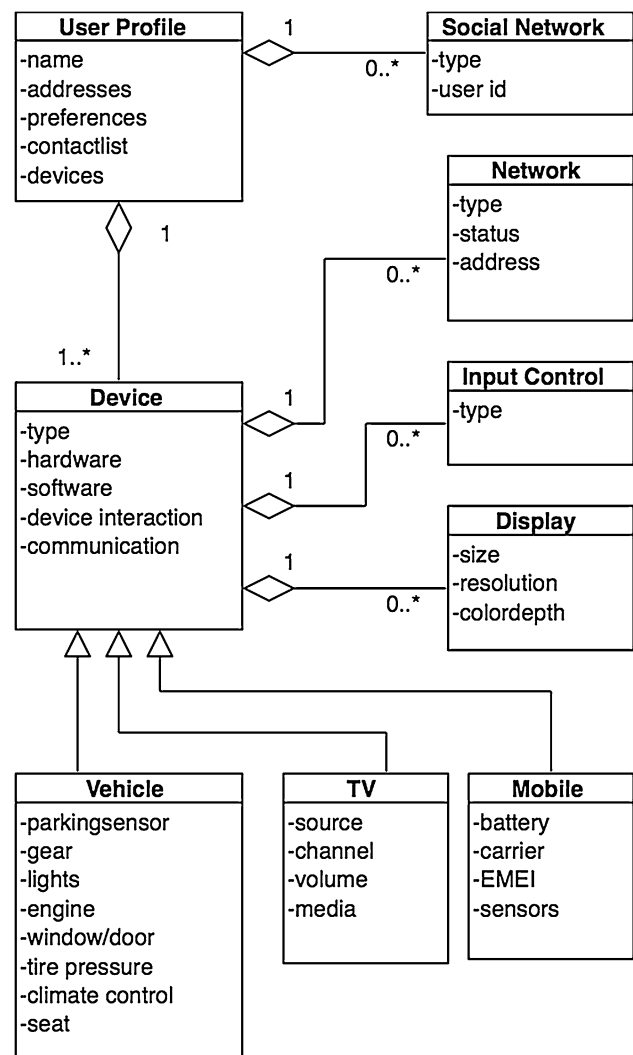 User Profile
-name
-addresses
-preferences
-contactlist
-devices
1
0..*
Social Network
-type
-user id
1
1..*
Network
-type
-status
-address
0..*
Device
-type
-hardware
-software
-device interaction
-communication
1
1
1
Input Control
-type
0..*
Display
-size
-resolution
-colordepth
0..*
Vehicle
-parkingsensor
-gear
-lights
-engine
-window/door
-tire pressure
-climate control
-seat
TV
-source
-channel
-volume
-media
Mobile
-battery
-carrier
-EMEI
-sensors